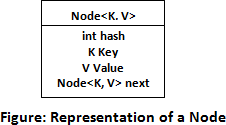 Node<K. V>
int hash
K Key
V Value
Node<K, V> next
Figure: Representation of a Node